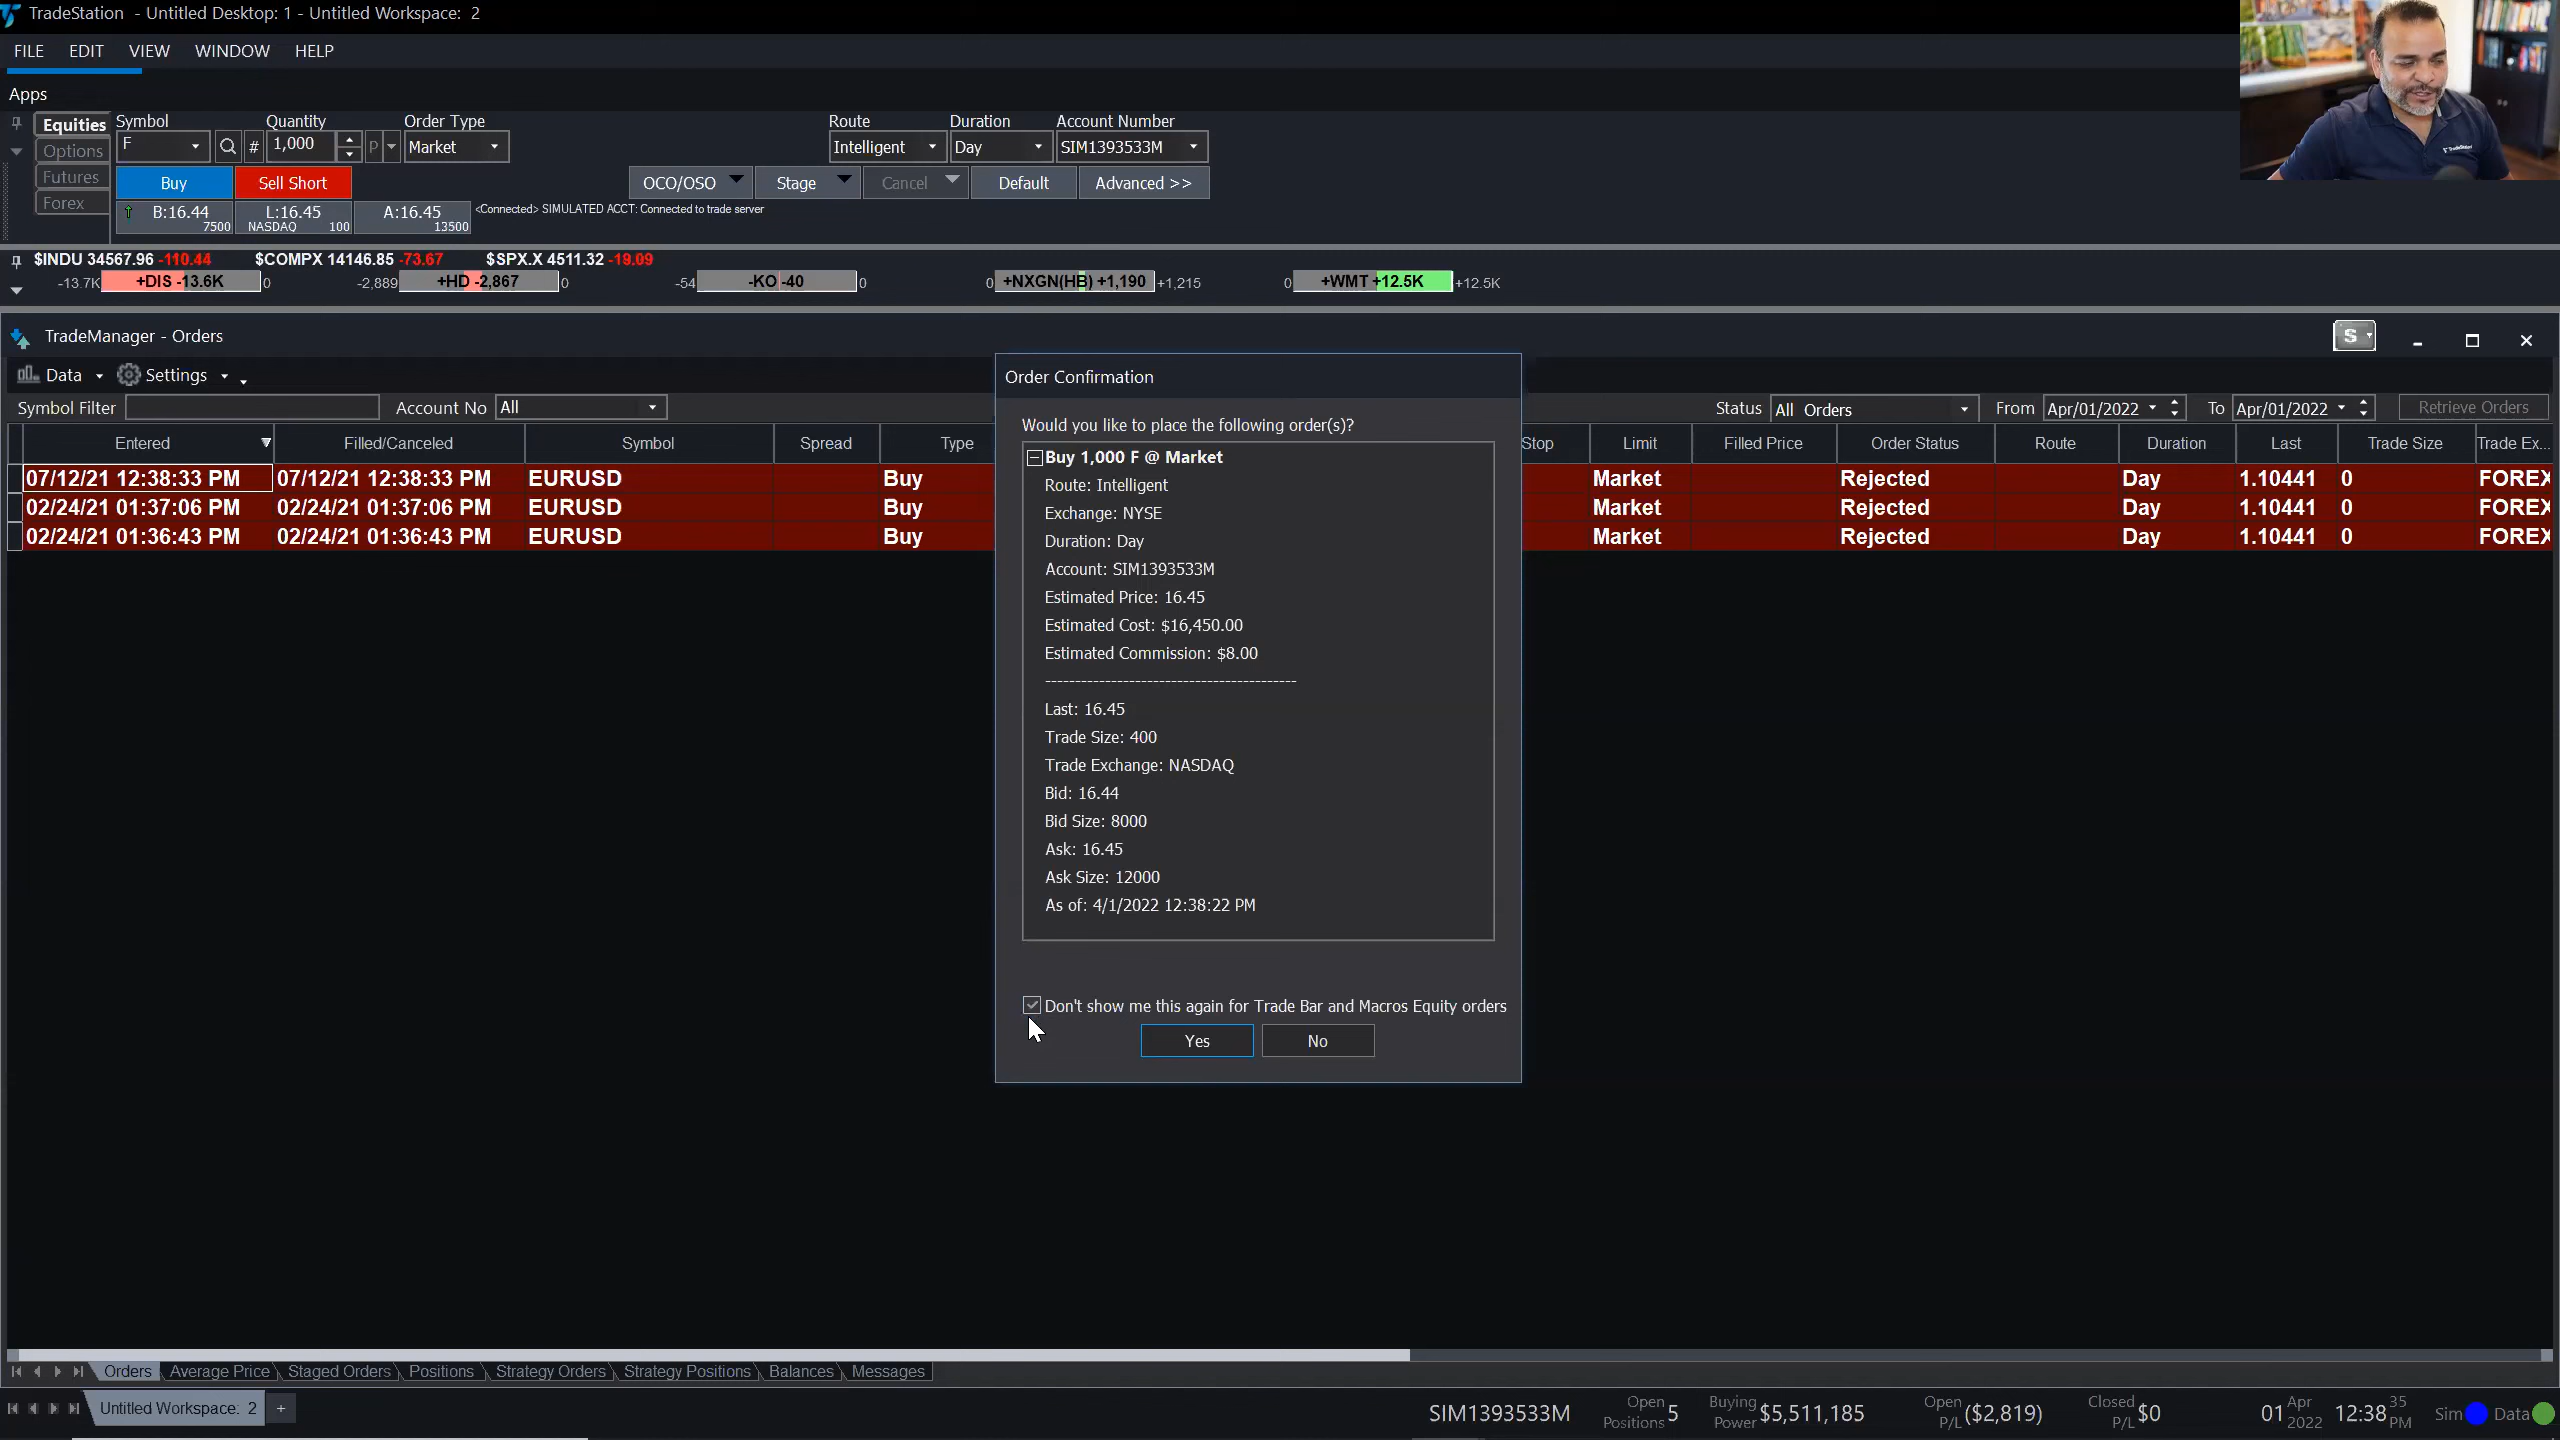 TradeStation - Untitled Desktop: 1 - Untitled Workspace: 2
FILE EDIT VIEW WINDOW HELP
Apps
Equities Symbol Quantity Order Type Route Duration Account Number
F # 1,000 P Market Intelligent Day SIM1393533M
Options
Futures Buy Sell Short OCO/OSO Stage Cancel Default Advanced >>
Forex B:16.44 L:16.45 A:16.45 <Connected> SIMULATED ACCT: Connected to trade server
7500 NASDAQ 100 13500
$INDU 34567.96 -110.44 $COMPX 14146.85 -73.67 $SPX.X 4511.32 -19.09
-13.7K +DIS -13.6K 0 -2,889 +HD -2,867 0 -54 -KO -40 0 0 +NXGN(HB) +1,190 +1,215 0 +WMT +12.5K +12.5K
TradeManager - Orders S
Data Settings
Symbol Filter Account No All Status All Orders From Apr/01/2022 To Apr/01/2022 Retrieve Orders
Entered Filled/Canceled Symbol Spread Type Stop Limit Filled Price Order Status Route Duration Last Trade Size Trade Ex...
07/12/21 12:38:33 PM 07/12/21 12:38:33 PM EURUSD Buy Market Rejected Day 1.10441 0 FOREX
02/24/21 01:37:06 PM 02/24/21 01:37:06 PM EURUSD Buy Market Rejected Day 1.10441 0 FOREX
02/24/21 01:36:43 PM 02/24/21 01:36:43 PM EURUSD Buy Market Rejected Day 1.10441 0 FOREX
Order Confirmation
Would you like to place the following order(s)?
Buy 1,000 F @ Market
Route: Intelligent
Exchange: NYSE
Duration: Day
Account: SIM1393533M
Estimated Price: 16.45
Estimated Cost: $16,450.00
Estimated Commission: $8.00
------------------------------------------
Last: 16.45
Trade Size: 400
Trade Exchange: NASDAQ
Bid: 16.44
Bid Size: 8000
Ask: 16.45
Ask Size: 12000
As of: 4/1/2022 12:38:22 PM
Don't show me this again for Trade Bar and Macros Equity orders
Yes No
Orders Average Price Staged Orders Positions Strategy Orders Strategy Positions Balances Messages
Untitled Workspace: 2 + SIM1393533M Open Positions 5 Buying Power $5,511,185 Open P/L ($2,819) Closed P/L $0 01 Apr 2022 12:38 35 PM Sim Data